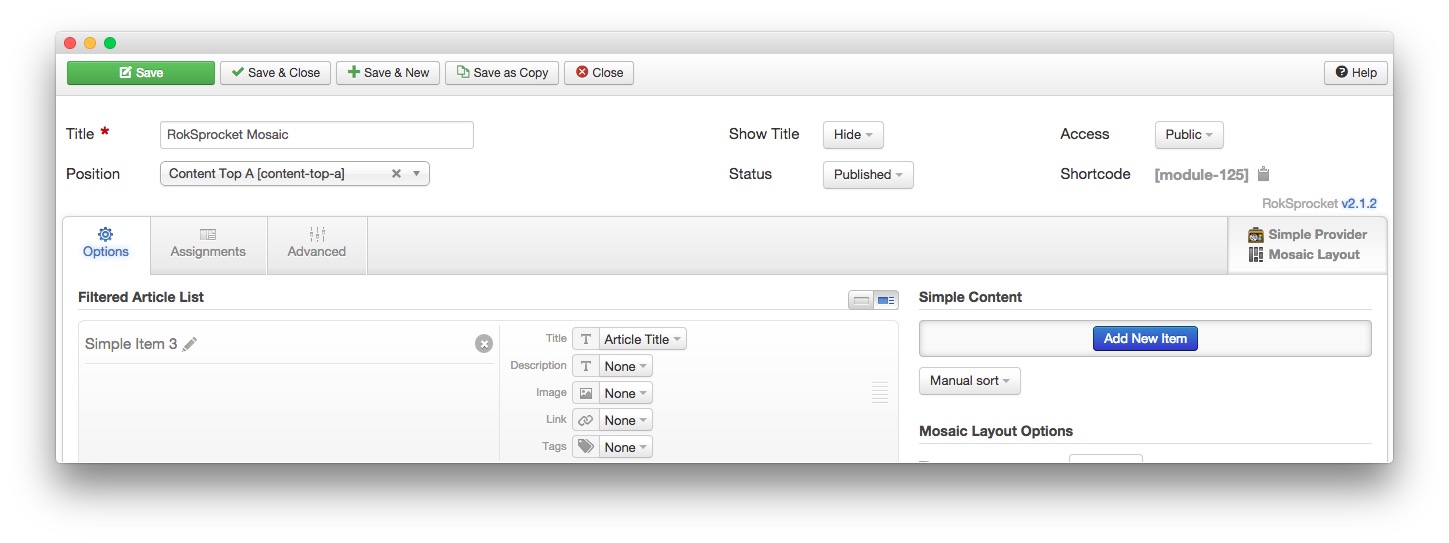 Save
Save & Close
Save & New
Save as Copy
Close
Help
Title *
RokSprocket Mosaic
Show Title
Hide
Access
Public
Position
Content Top A [content-top-a]
Status
Published
Shortcode
[module-125]
RokSprocket v2.1.2
Options
Assignments
Advanced
Simple Provider
Mosaic Layout
Filtered Article List
Simple Item 3
Title
T
Article Title
Description
T
None
Image
None
Link
None
Tags
None
Simple Content
Add New Item
Manual sort
Mosaic Layout Options